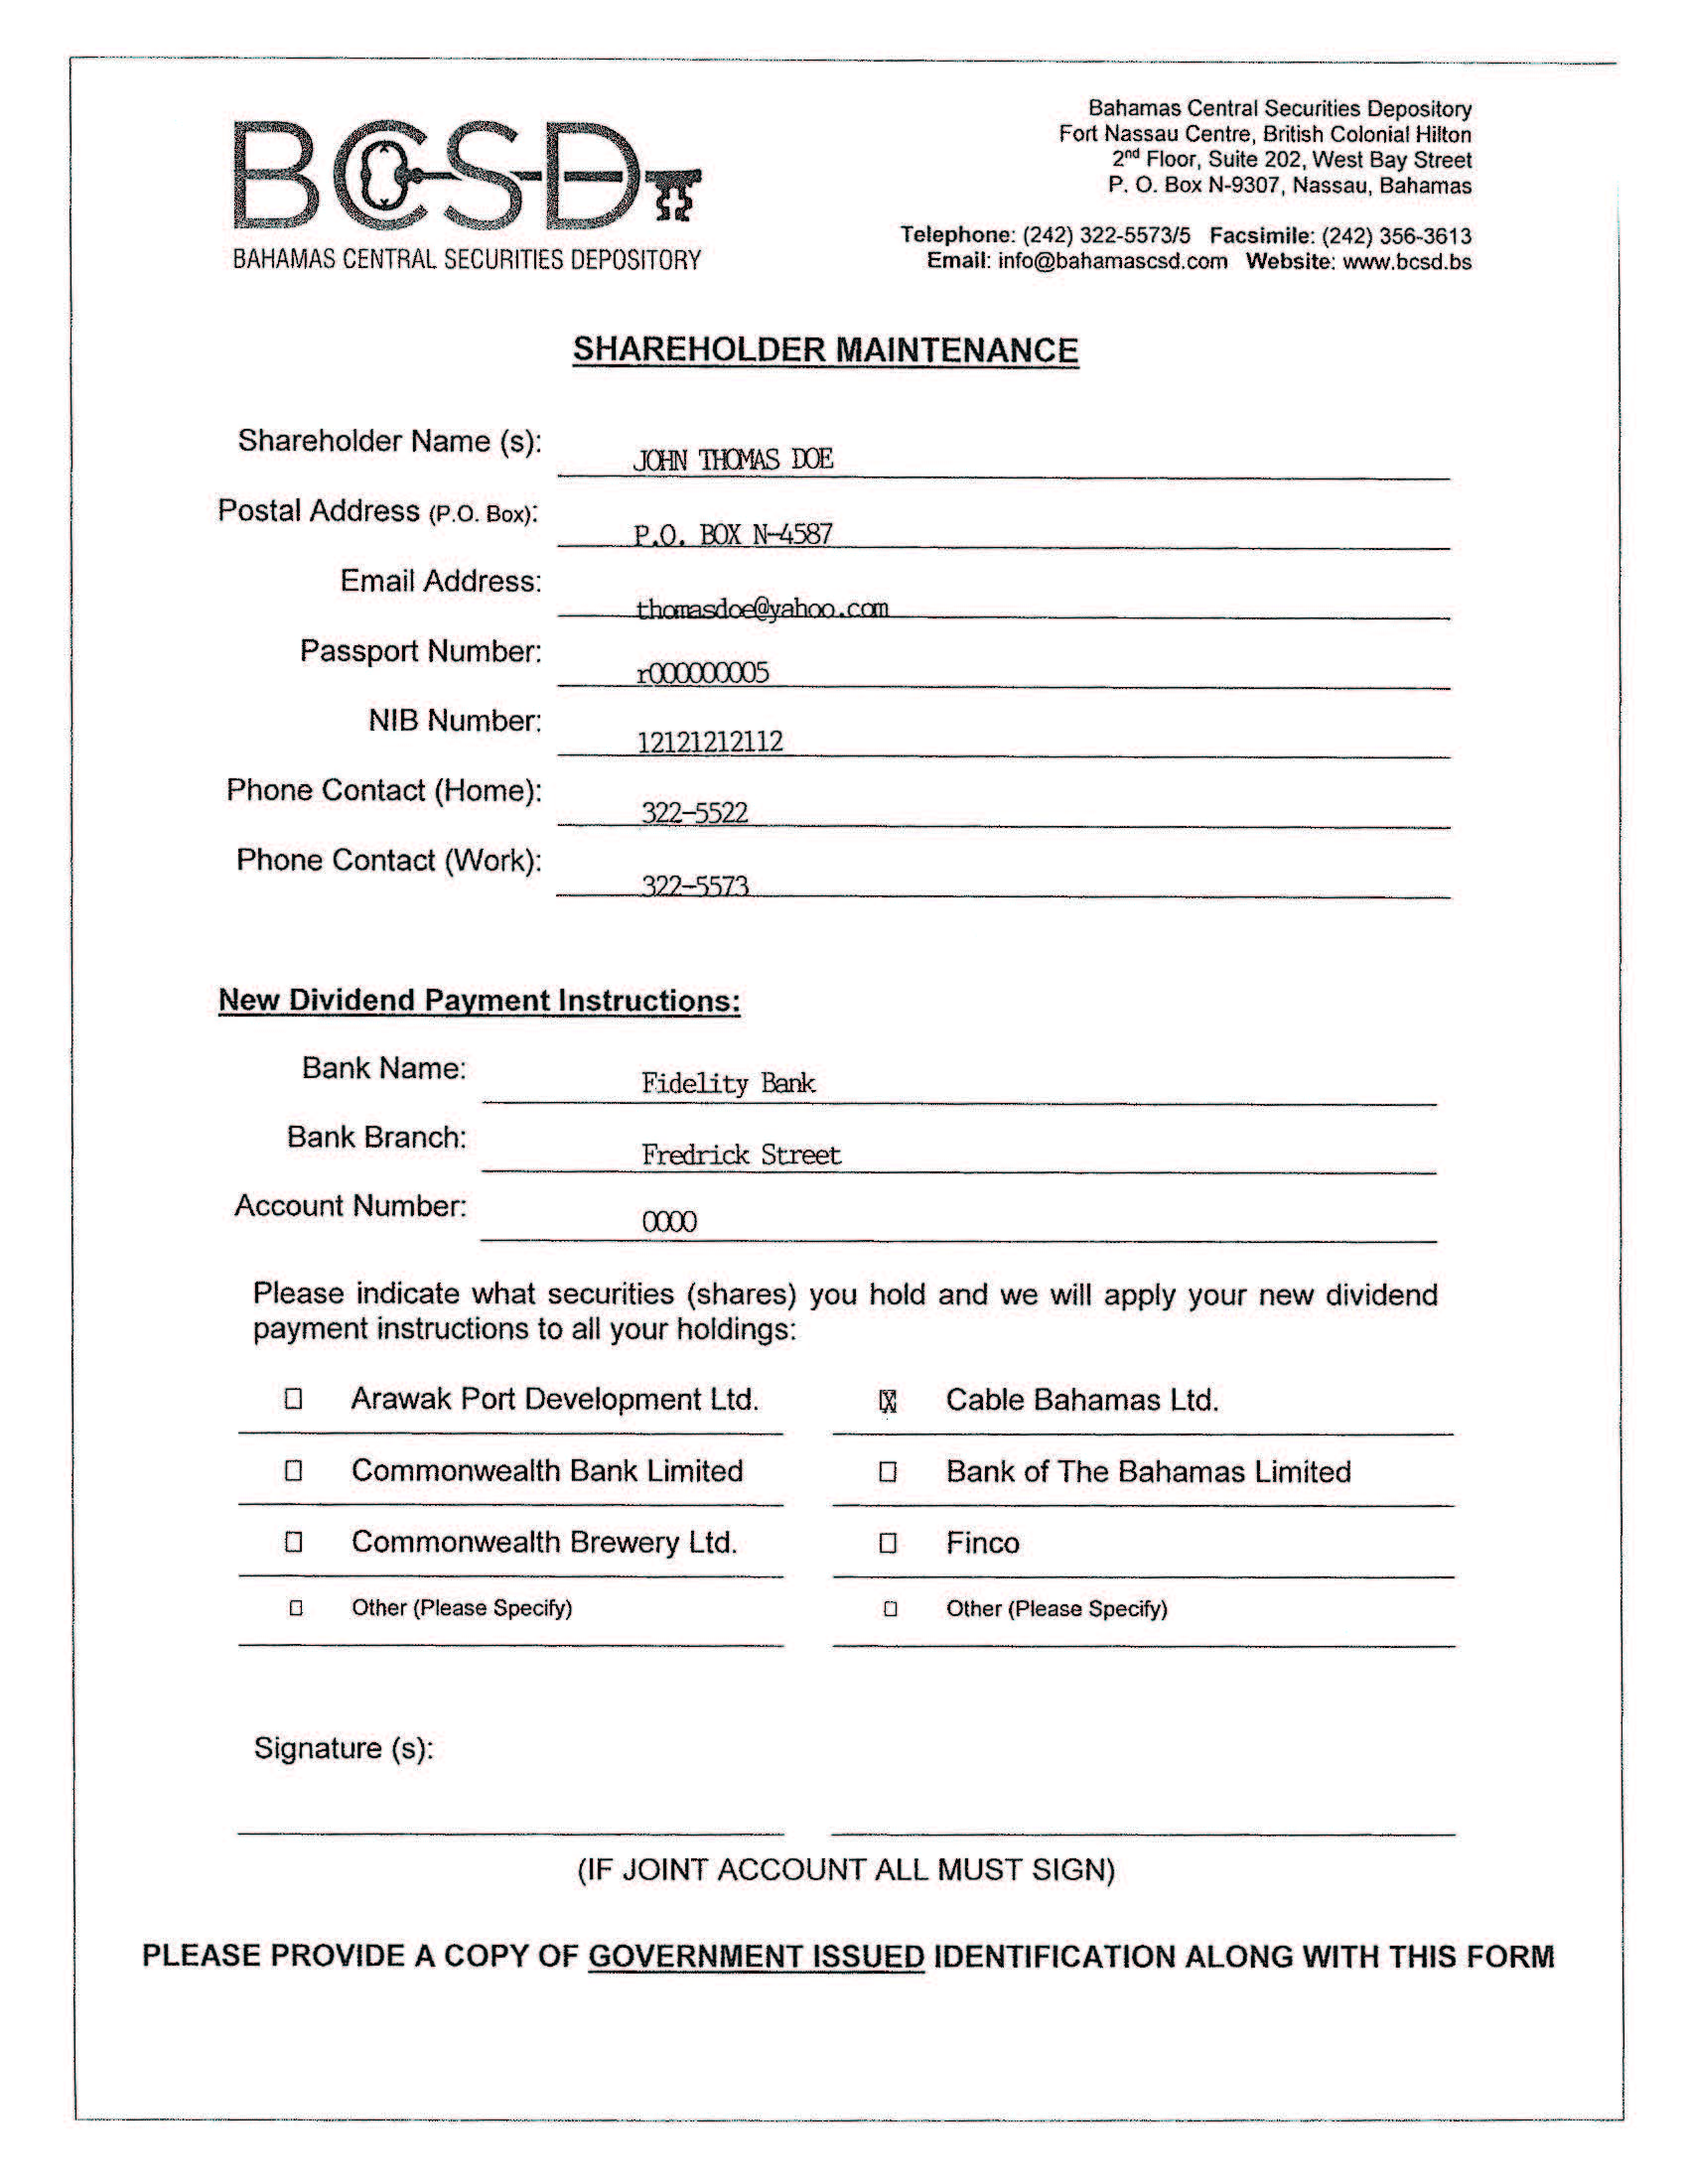 BCSD
BAHAMAS CENTRAL SECURITIES DEPOSITORY
Bahamas Central Securities Depository
Fort Nassau Centre, British Colonial Hilton
2nd Floor, Suite 202, West Bay Street
P. O. Box N-9307, Nassau, Bahamas
Telephone: (242) 322-5573/5 Facsimile: (242) 356-3613
Email: info@bahamascsd.com Website: www.bcsd.bs
SHAREHOLDER MAINTENANCE
Shareholder Name (s): JOHN THOMAS DOE
Postal Address (P.O. Box): P.O. BOX N-4587
Email Address: thomasdoe@yahoo.com
Passport Number: r000000005
NIB Number: 12121212112
Phone Contact (Home): 322-5522
Phone Contact (Work): 322-5573
New Dividend Payment Instructions:
Bank Name: Fidelity Bank
Bank Branch: Fredrick Street
Account Number: 0000
Please indicate what securities (shares) you hold and we will apply your new dividend
payment instructions to all your holdings:
☐ Arawak Port Development Ltd. ☒ Cable Bahamas Ltd.
☐ Commonwealth Bank Limited ☐ Bank of The Bahamas Limited
☐ Commonwealth Brewery Ltd. ☐ Finco
☐ Other (Please Specify) ☐ Other (Please Specify)
Signature (s):
(IF JOINT ACCOUNT ALL MUST SIGN)
PLEASE PROVIDE A COPY OF GOVERNMENT ISSUED IDENTIFICATION ALONG WITH THIS FORM